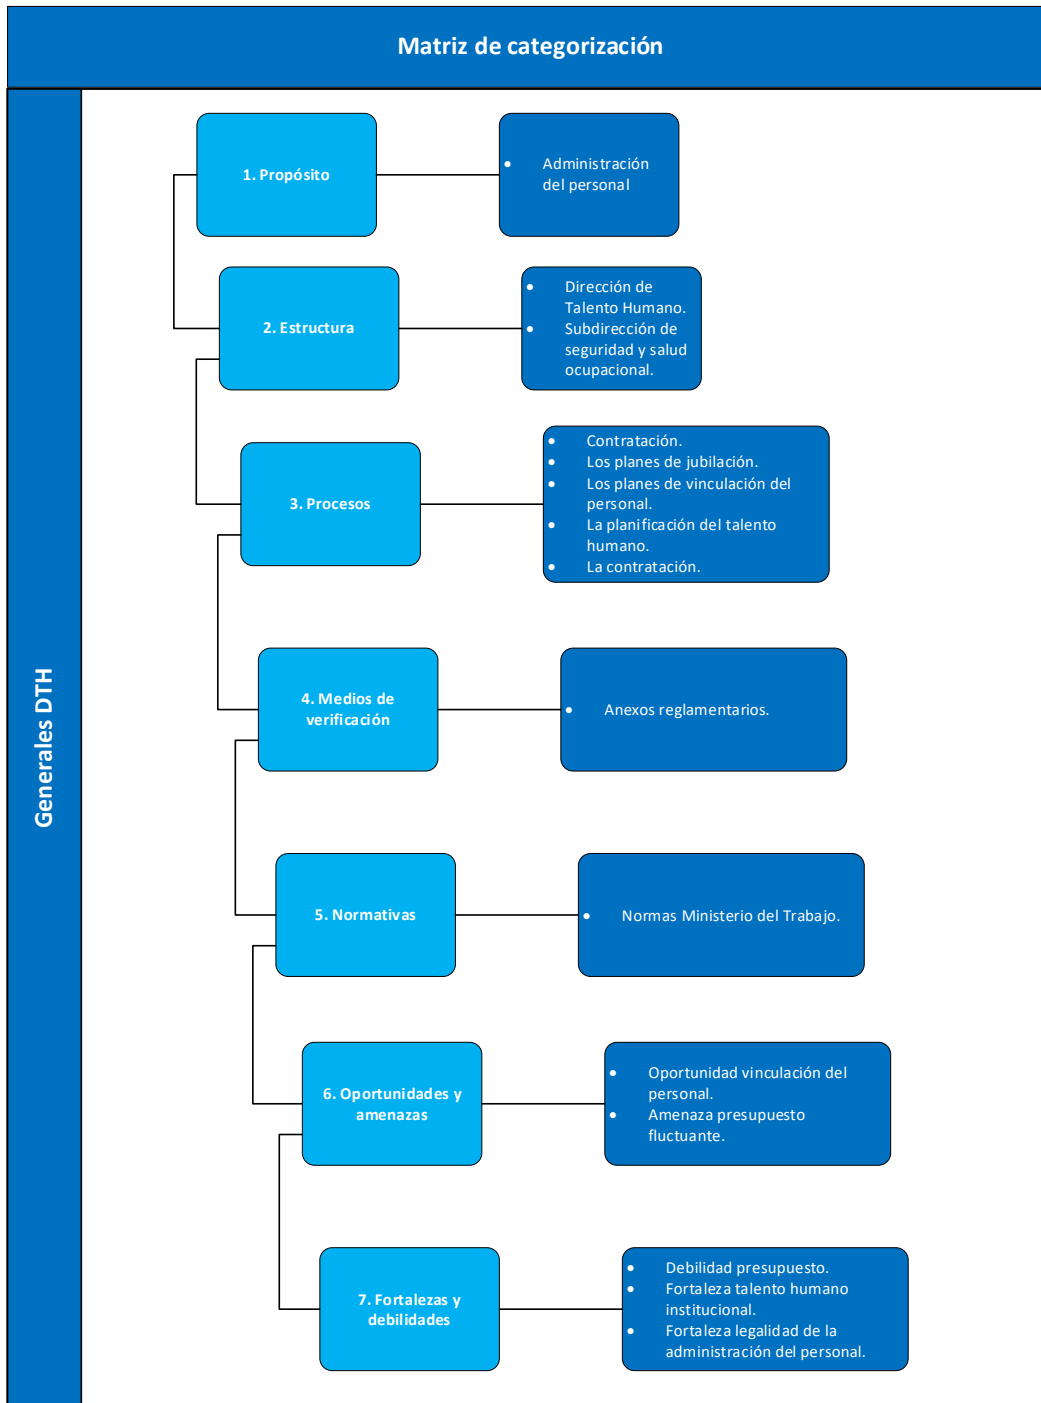 Matriz de categorización
Generales DTH
1. Propósito
• Administración
del personal
2. Estructura
• Dirección de
Talento Humano.
• Subdirección de
seguridad y salud
ocupacional.
3. Procesos
• Contratación.
• Los planes de jubilación.
• Los planes de vinculación del
personal.
• La planificación del talento
humano.
• La contratación.
4. Medios de
verificación
• Anexos reglamentarios.
5. Normativas
• Normas Ministerio del Trabajo.
6. Oportunidades y
amenazas
• Oportunidad vinculación del
personal.
• Amenaza presupuesto
fluctuante.
7. Fortalezas y
debilidades
• Debilidad presupuesto.
• Fortaleza talento humano
institucional.
• Fortaleza legalidad de la
administración del personal.